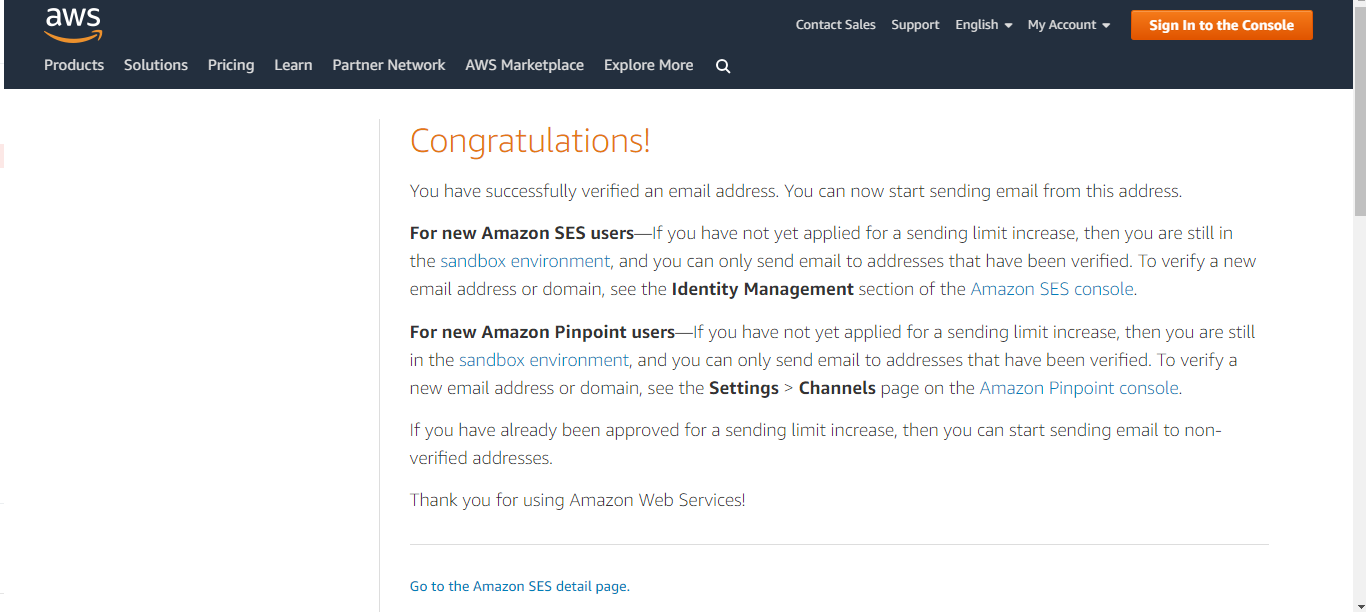 aws
Contact Sales Support English My Account Sign In to the Console
Products Solutions Pricing Learn Partner Network AWS Marketplace Explore More
Congratulations!
You have successfully verified an email address. You can now start sending email from this address.
For new Amazon SES users—If you have not yet applied for a sending limit increase, then you are still in
the sandbox environment, and you can only send email to addresses that have been verified. To verify a new
email address or domain, see the Identity Management section of the Amazon SES console.
For new Amazon Pinpoint users—If you have not yet applied for a sending limit increase, then you are still
in the sandbox environment, and you can only send email to addresses that have been verified. To verify a
new email address or domain, see the Settings > Channels page on the Amazon Pinpoint console.
If you have already been approved for a sending limit increase, then you can start sending email to non-
verified addresses.
Thank you for using Amazon Web Services!
Go to the Amazon SES detail page.